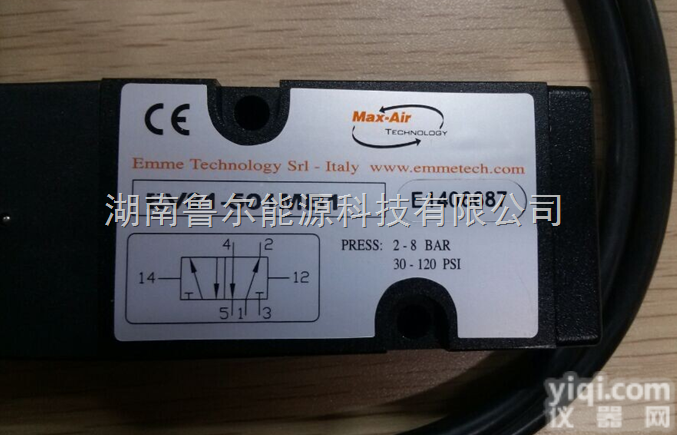 CE
Max-Air
TECHNOLOGY
Emme Technology Srl - Italy www.emmetech.com
湖南鲁尔能源科技有限公司
4 2
14 12
5 1 3
PRESS: 2 - 8 BAR
30 - 120 PSI
yiqi.com
仪器网